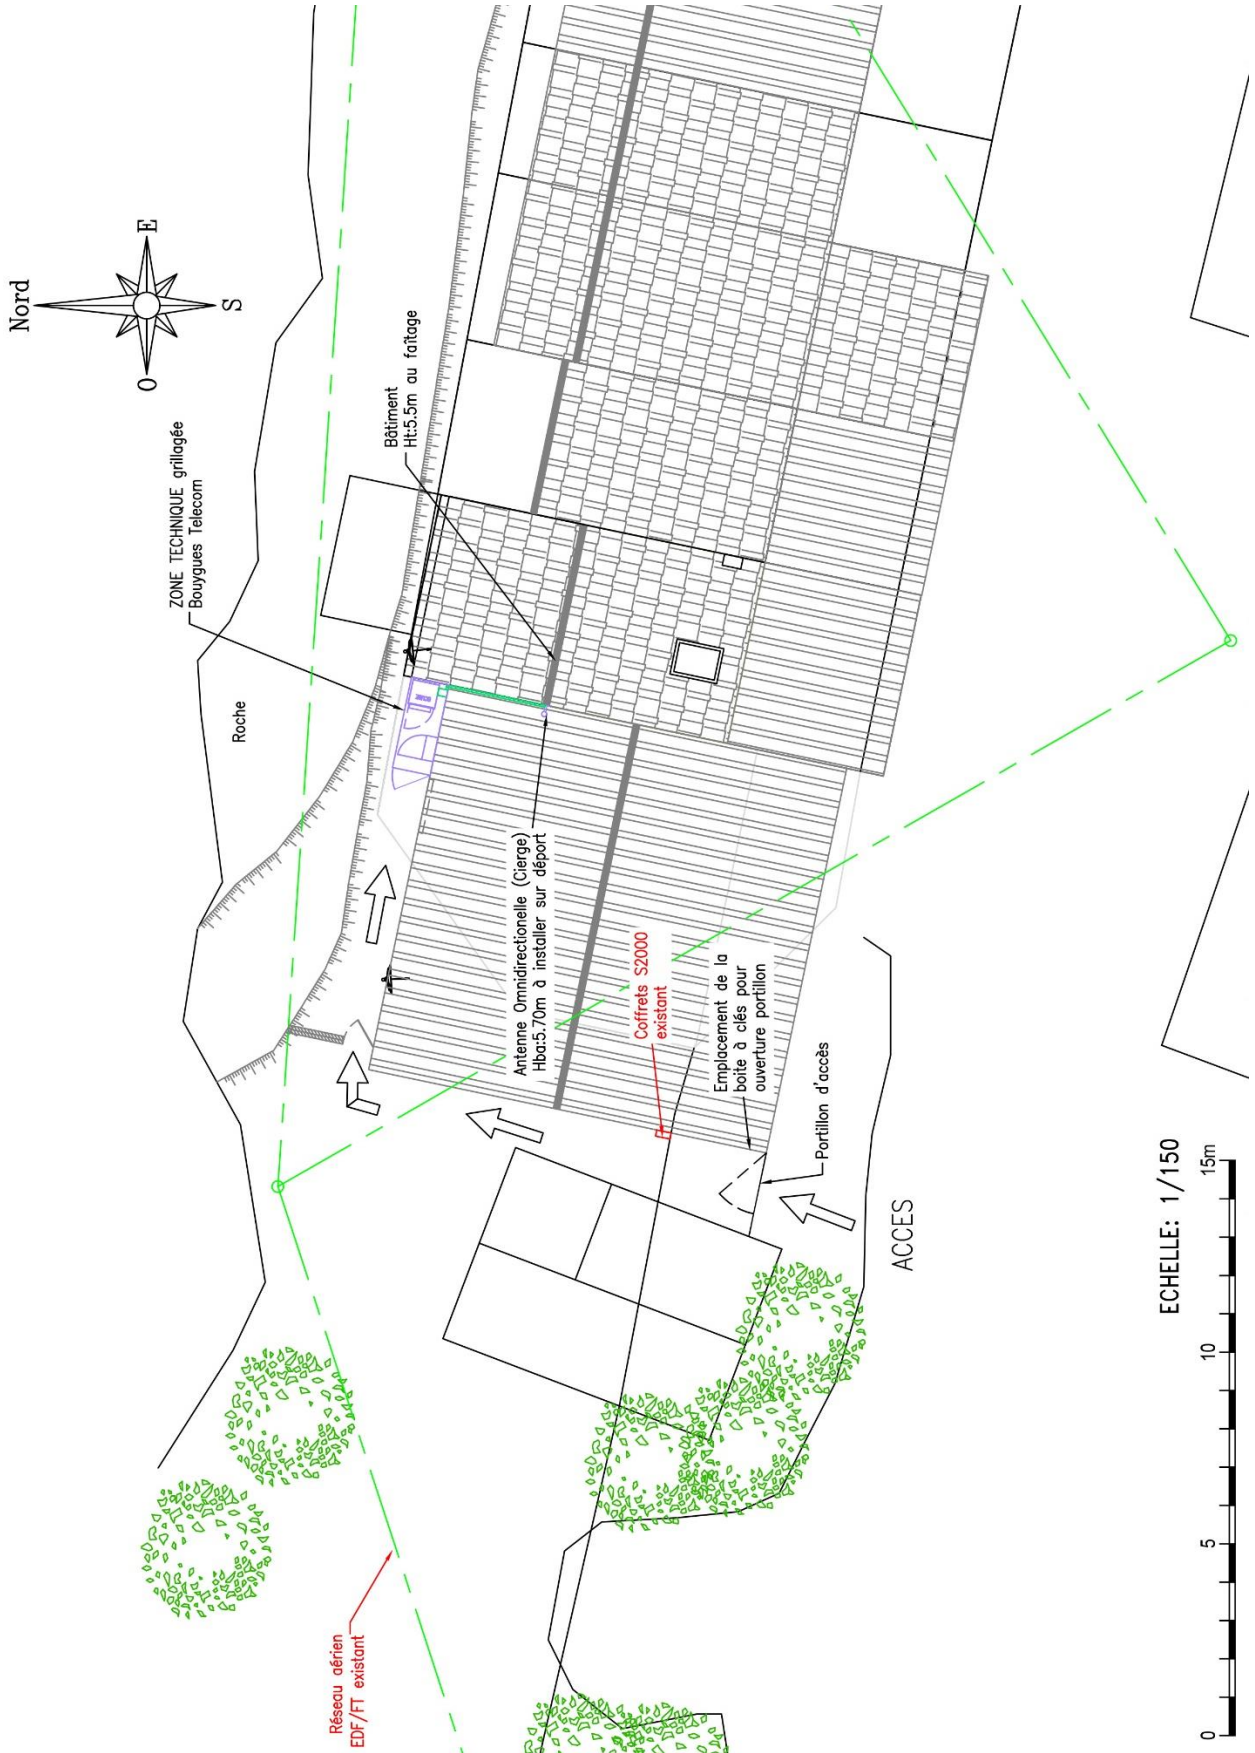 Nord
O
E
S
ZONE TECHNIQUE grillagée
Bouygues Telecom
Bâtiment
Ht:5.5m au faîtage
Roche
Antenne Omnidirectionelle (Cierge)
Hba:5.70m à installer sur déport
Coffrets S2000
existant
Emplacement de la
boite à clés pour
ouverture portillon
Portillon d'accès
ACCES
Réseau aérien
EDF/FT existant
ECHELLE: 1/150
0
5
10
15m